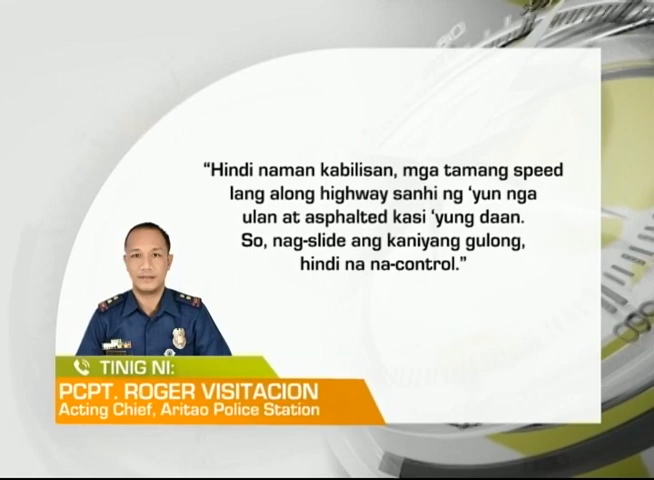 “Hindi naman kabilisan, mga tamang speed
lang along highway sanhi ng ‘yun nga
ulan at asphalted kasi ‘yung daan.
So, nag-slide ang kaniyang gulong,
hindi na na-control.”
TINIG NI:
PCPT. ROGER VISITACION
Acting Chief, Aritao Police Station